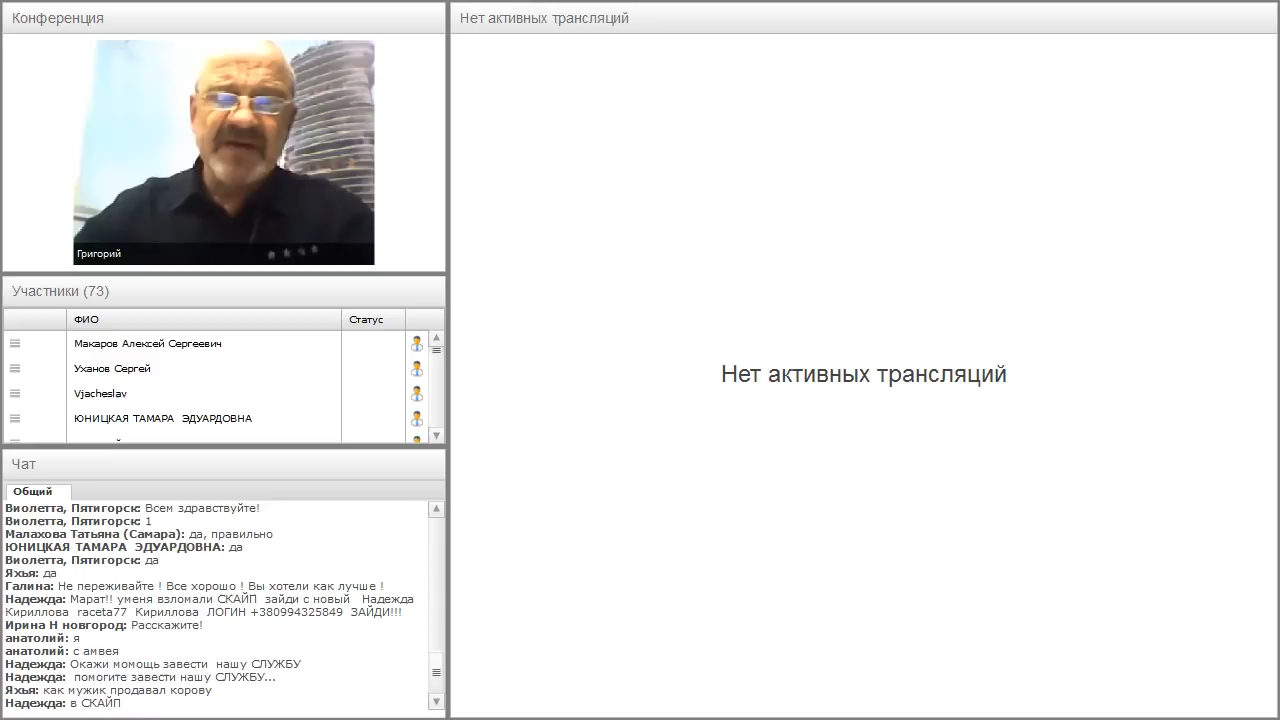 Конференция
Нет активных трансляций
Григорий
Участники (73)
ФИО
Статус
Макаров Алексей Сергеевич
Уханов Сергей
Vjacheslav
ЮНИЦКАЯ ТАМАРА  ЭДУАРДОВНА
Нет активных трансляций
Чат
Общий
Виолетта, Пятигорск: Всем здравствуйте!
Виолетта, Пятигорск: 1
Малахова Татьяна (Самара): да, правильно
ЮНИЦКАЯ ТАМАРА  ЭДУАРДОВНА: да
Виолетта, Пятигорск: да
Яхья: да
Галина: Не переживайте ! Все хорошо ! Вы хотели как лучше !
Надежда: Марат!! уменя взломали СКАЙП  зайди с новый   Надежда
Кириллова  raceta77  Кириллова  ЛОГИН +380994325849  ЗАЙДИ!!!
Ирина Н новгород: Расскажите!
анатолий: я
анатолий: с амвея
Надежда: Окажи момощь завести  нашу СЛУЖБУ
Надежда:  помогите завести нашу СЛУЖБУ...
Яхья: как мужик продавал корову
Надежда: в СКАЙП